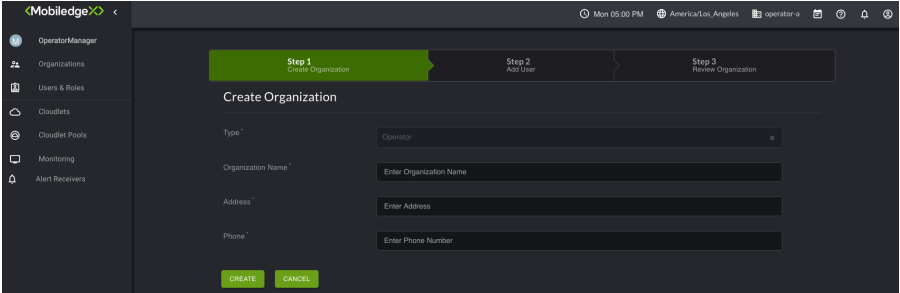 <MobiledgeX> ‹
Mon 05:00 PM America/Los_Angeles operator-a
M OperatorManager
Organizations
Users & Roles
Cloudlets
Cloudlet Pools
Monitoring
Alert Receivers
Step 1
Create Organization
Step 2
Add User
Step 3
Review Organization
Create Organization
Type *
Operator
Organization Name *
Enter Organization Name
Address *
Enter Address
Phone *
Enter Phone Number
CREATE CANCEL